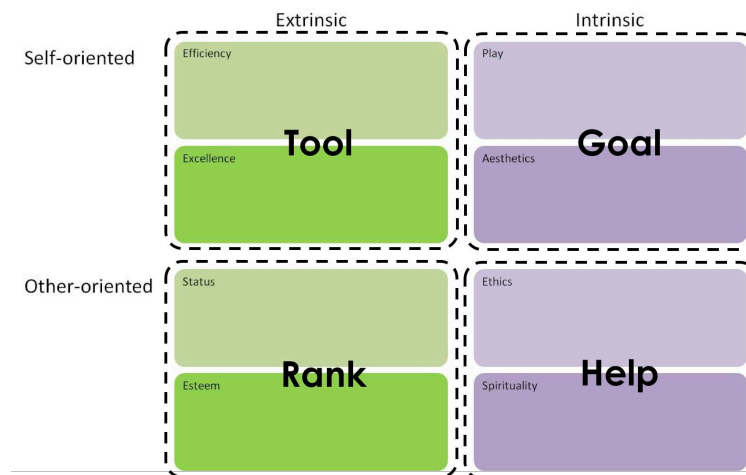 Extrinsic
Intrinsic
Self-oriented
Efficiency
Play
Tool
Goal
Excellence
Aesthetics
Other-oriented
Status
Ethics
Rank
Help
Esteem
Spirituality